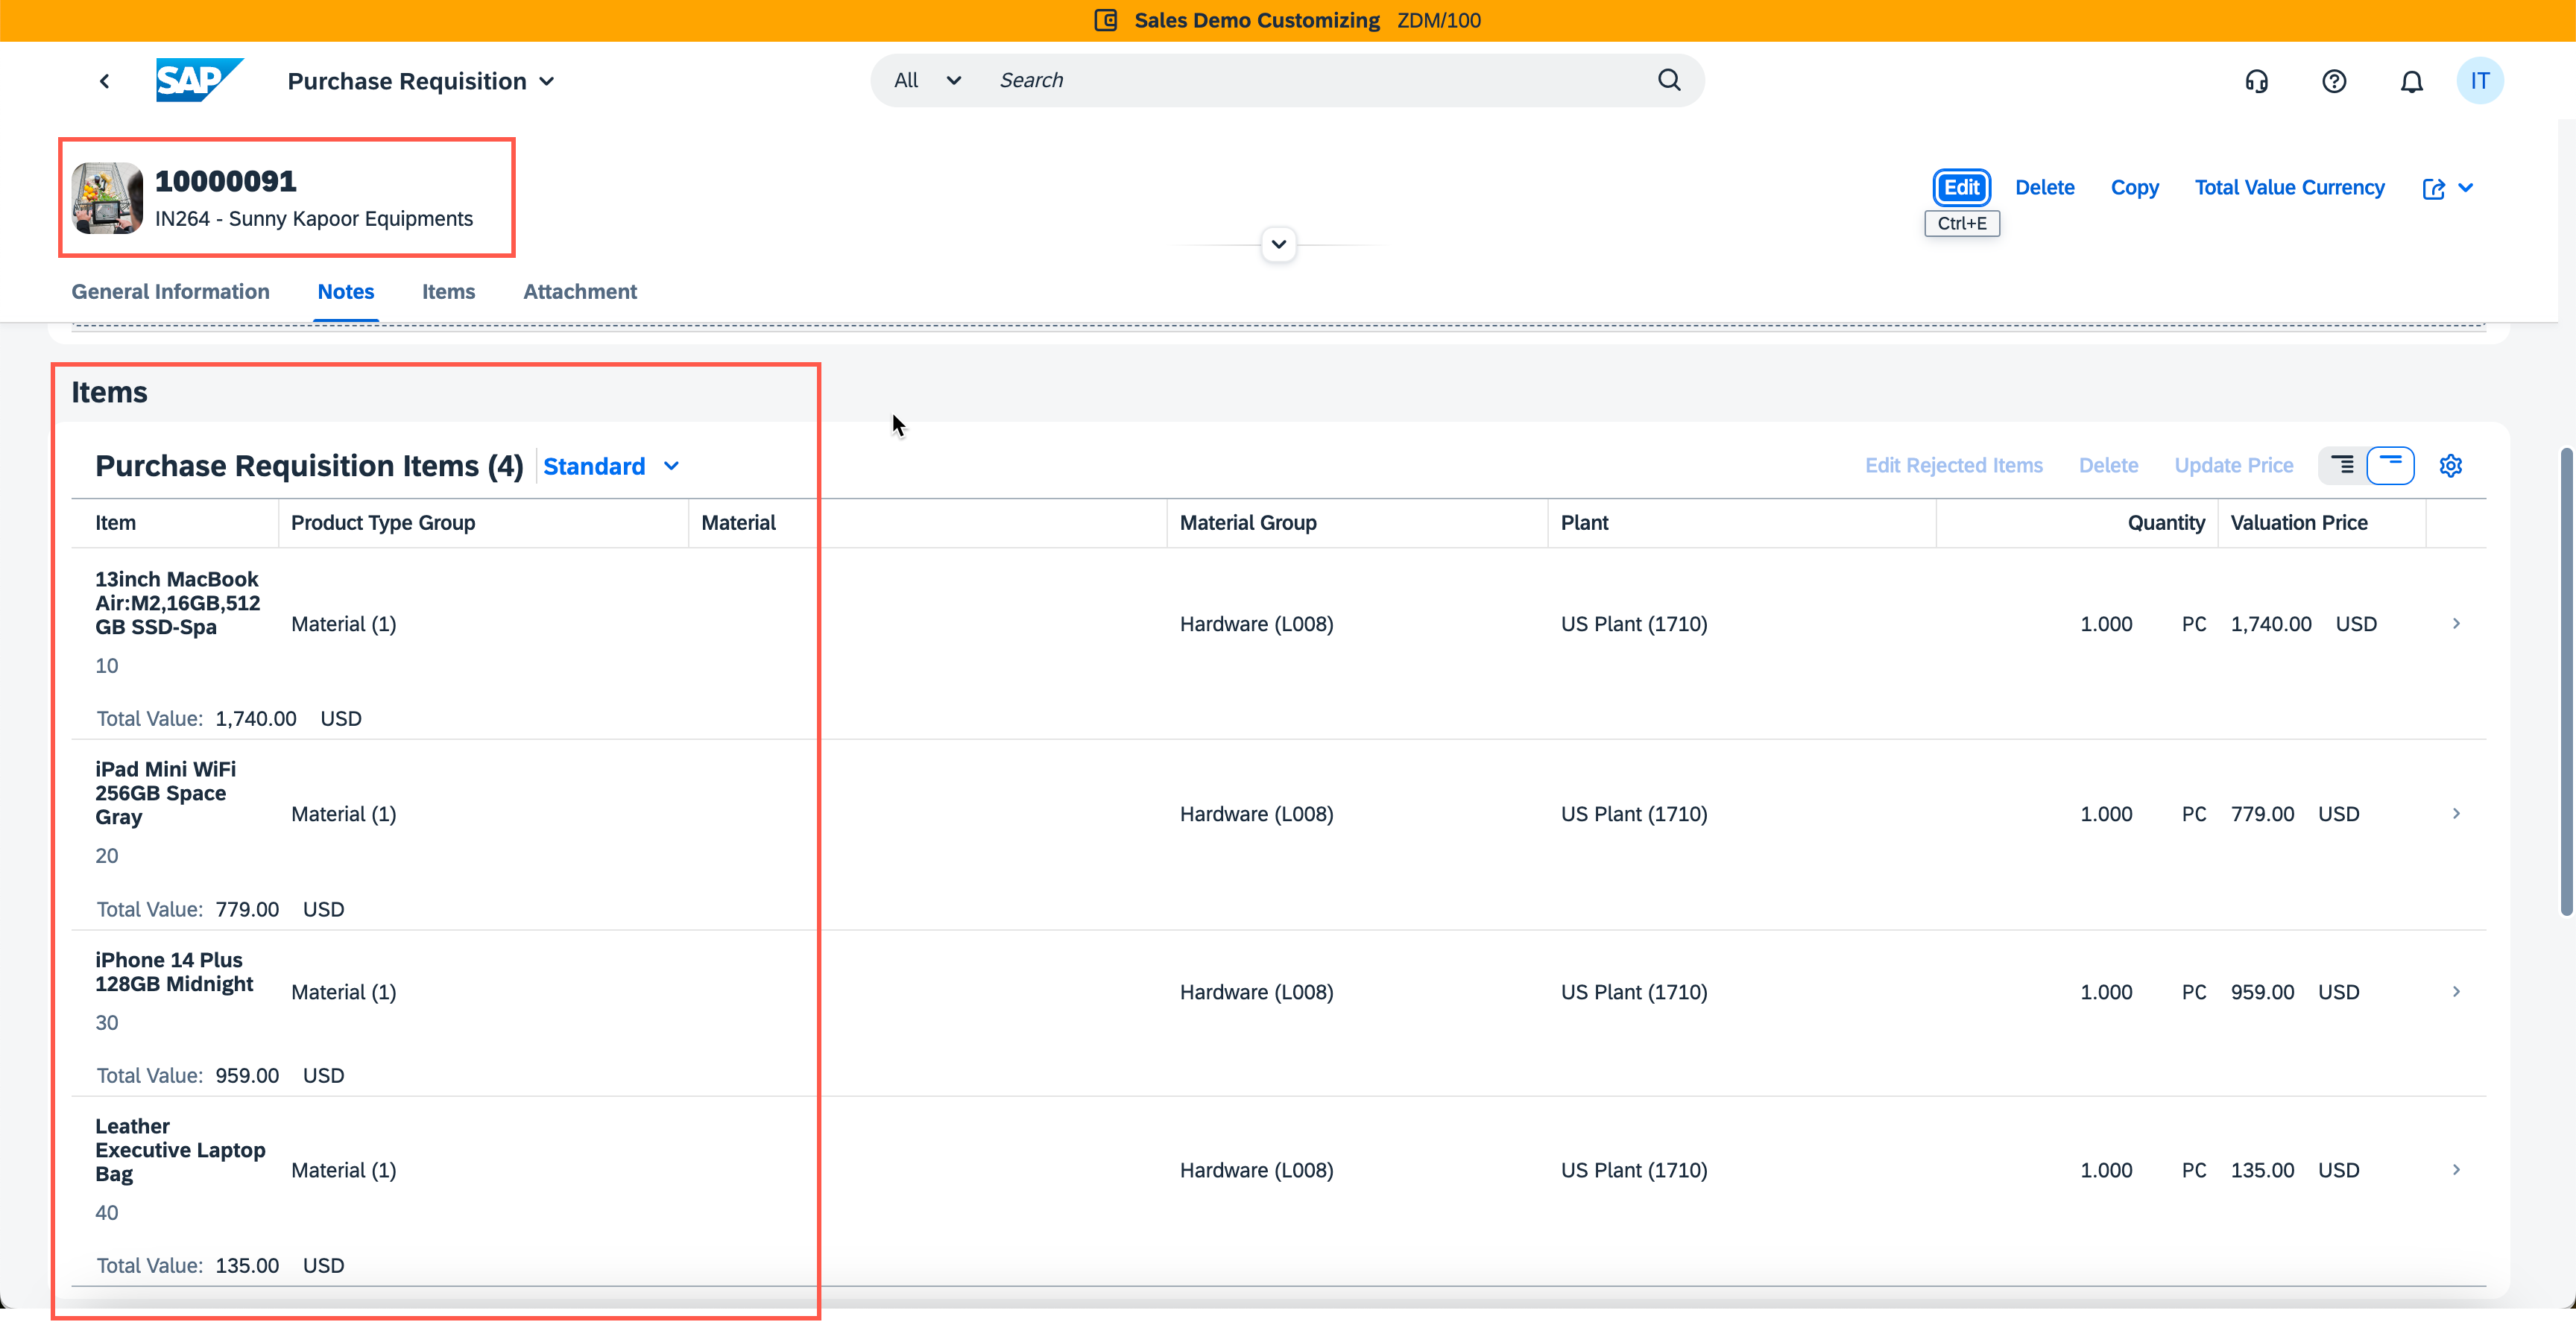 Sales Demo Customizing ZDM/100
SAP Purchase Requisition All Search IT
10000091
IN264 - Sunny Kapoor Equipments
Edit Delete Copy Total Value Currency
Ctrl+E
General Information Notes Items Attachment
Items
Purchase Requisition Items (4) Standard Edit Rejected Items Delete Update Price
Item Product Type Group Material Material Group Plant Quantity Valuation Price
13inch MacBook
Air:M2,16GB,512
GB SSD-Spa
Material (1) Hardware (L008) US Plant (1710) 1.000 PC 1,740.00 USD
10
Total Value: 1,740.00 USD
iPad Mini WiFi
256GB Space
Gray
Material (1) Hardware (L008) US Plant (1710) 1.000 PC 779.00 USD
20
Total Value: 779.00 USD
iPhone 14 Plus
128GB Midnight
Material (1) Hardware (L008) US Plant (1710) 1.000 PC 959.00 USD
30
Total Value: 959.00 USD
Leather
Executive Laptop
Bag
Material (1) Hardware (L008) US Plant (1710) 1.000 PC 135.00 USD
40
Total Value: 135.00 USD